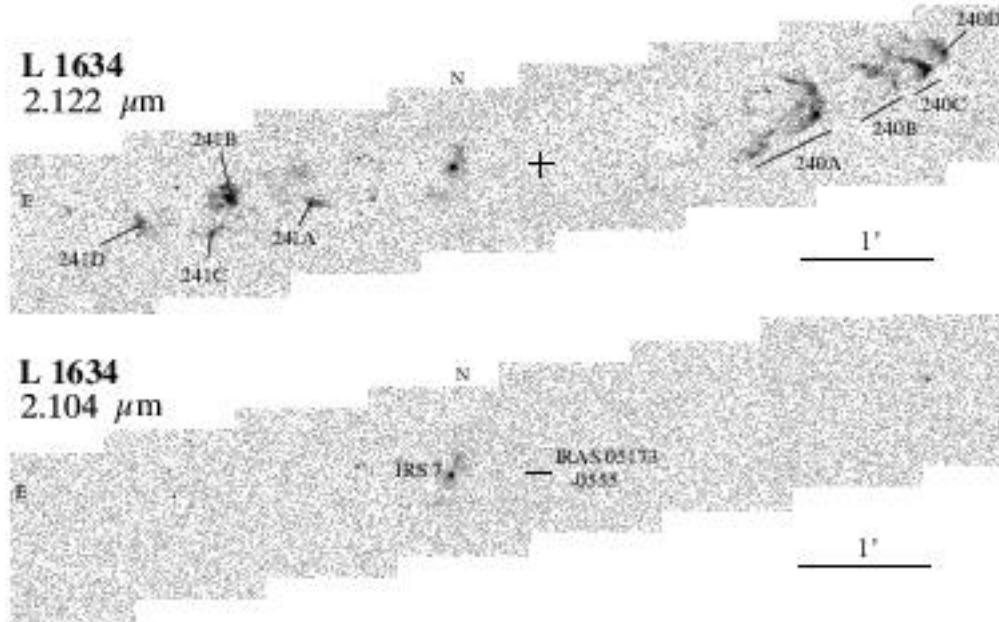 L 1634
2.122 μm
N
E
241B
241D
241C
241A
240D
240C
240B
240A
1'
L 1634
2.104 μm
N
E
IRS 7
IRAS 05173
-0555
1'